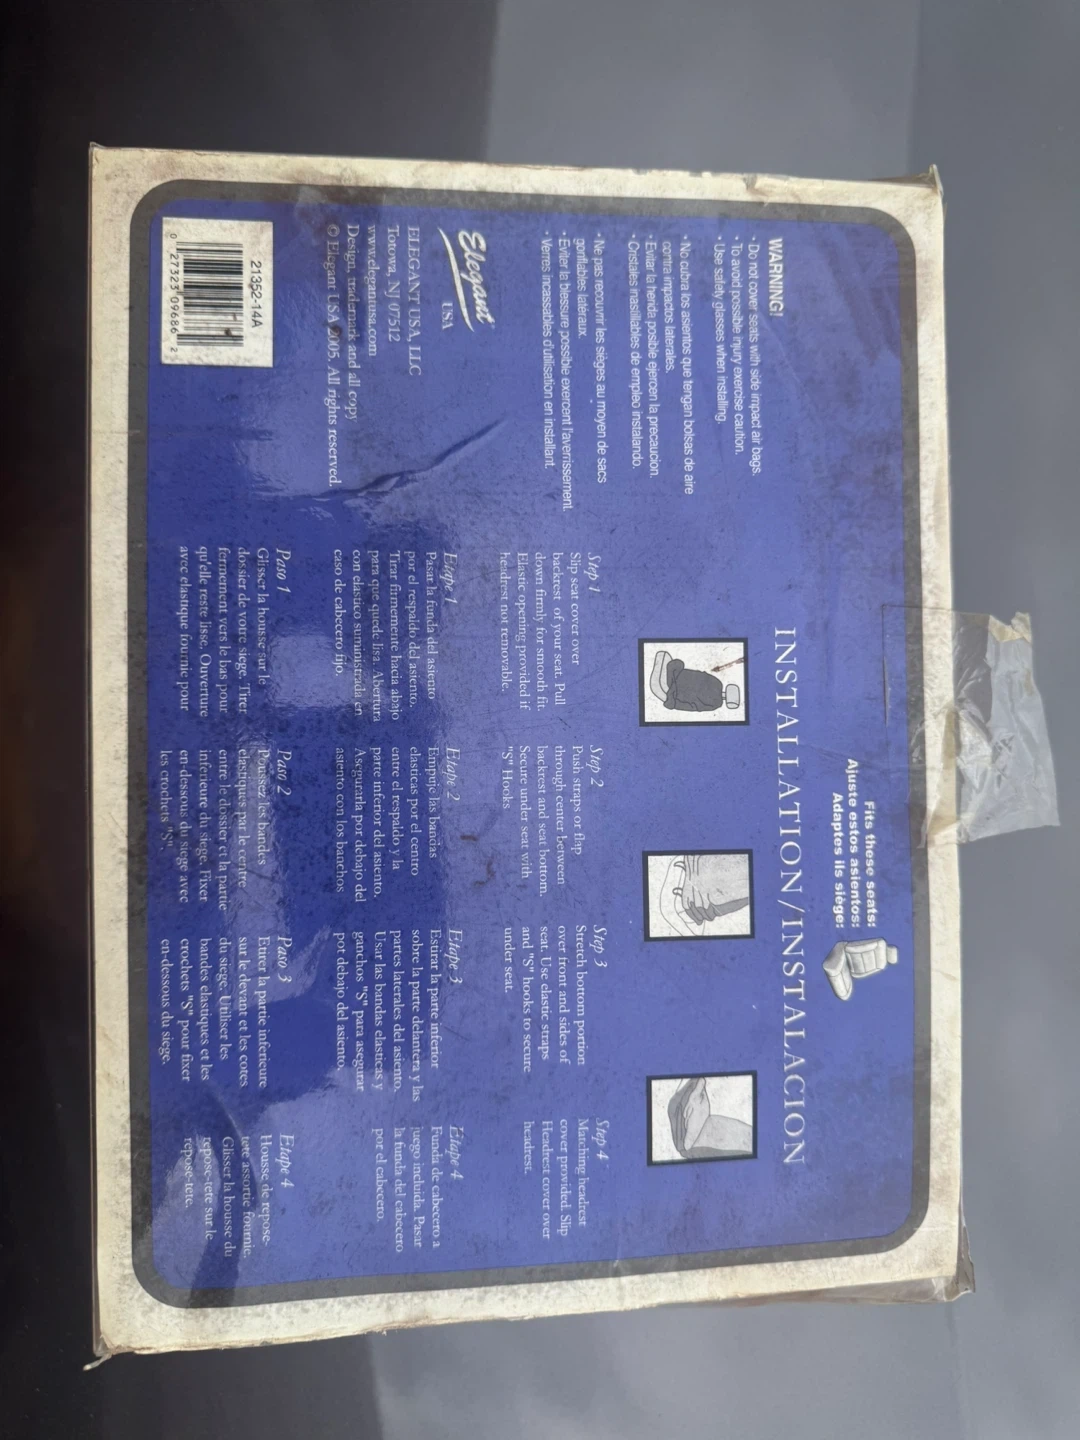 Fits these seats:
Ajuste estos asientos:
Adaptes ils siège:
INSTALLATION/INSTALACION
WARNING!
· Do not cover seats with side impact air bags.
· To avoid possible injury exercise caution.
· Use safety glasses when installing.
· No cubra los asientos que tengan bolsas de aire
contra impactos laterales.
· Evitar la herida posible ejercen la precaucion.
· Cristales inastillables de empleo instalando.
· Ne pas recouvrir les sièges au moyen de sacs
gonflables latéraux.
· Éviter la blessure possible exercent l'avertissement.
· Verres incassables d'utilisation en installant.
Elegant
USA
ELEGANT USA, LLC
Totowa, NJ 07512
www.elegantusa.com
Design, trademark and all copy
© Elegant USA 2005. All rights reserved.
21352-14A
0 27323 09686 2
Step 1
Slip seat cover over
backrest of your seat. Pull
down firmly for smooth fit.
Elastic opening provided if
headrest not removable.
Step 2
Push straps or flap
through center between
backrest and seat bottom.
Secure under seat with
"S" Hooks.
Step 3
Stretch bottom portion
over front and sides of
seat. Use elastic straps
and "S" hooks to secure
under seat.
Step 4
Matching headrest
cover provided. Slip
Headrest cover over
headrest.
Etape 1
Pasar la funda del asiento
por el respaido del asiento.
Tirar firmemente hacia abajo
para que quede lisa. Abertura
con elastico suministrada en
caso de cabecero fijo.
Etape 2
Empuje las bandas
elasticas por el centro
entre el respaido y la
parte inferior del asiento.
Asegurarla por debajo del
asiento con los banchos
Etape 3
Estirar la parte inferior
sobre la parte delantera y las
partes laterales del asiento.
Usar las bandas elasticas y
ganchos "S" para asegurar
pot debajo del asiento.
Étape 4
Funda de cabecero a
juego incluida. Pasar
la funda del cabecero
por el cabecero.
Paso 1
Glisser la housse sur le
dossier de votre siege. Tirer
fermement vers le bas pour
qu'elle reste lisse. Ouverture
avec elastique fournie pour
Paso 2
Poussez les bandes
elastiques par le centre
entre le dossier et la partie
inferieure du siege. Fixer
en-dessous du siege avec
les crochets "S".
Paso 3
Etirer la partie inferieure
sur le devant et les cotes
du siege. Utiliser les
bandes elastiques et les
crochets "S" pour fixer
en-dessous du siege.
Etape 4
Housse de repose-
tete assortie fournie.
Glisser la housse du
repose-tete sur le
repose-tete.